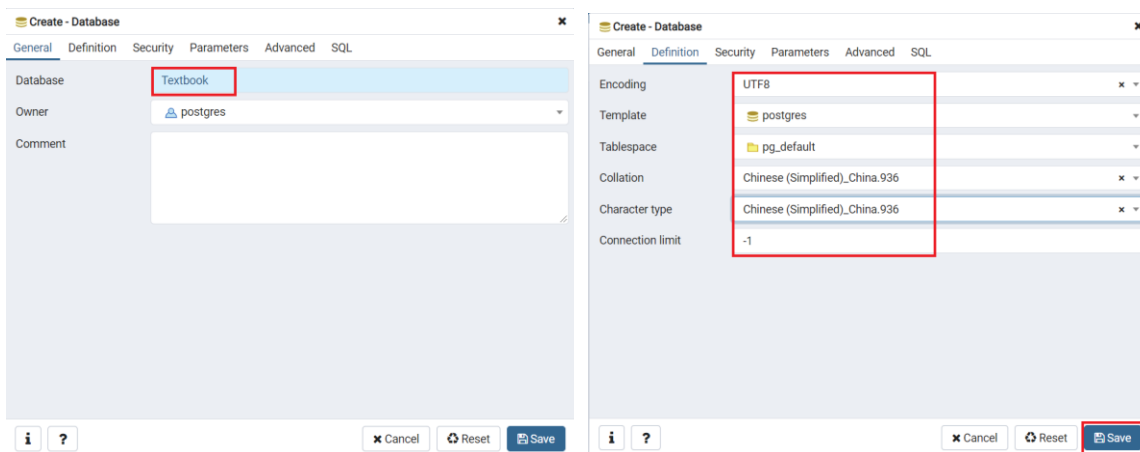 Create - Database
General Definition Security Parameters Advanced SQL
Database Textbook
Owner postgres
Comment
i ? Cancel Reset Save
Create - Database
General Definition Security Parameters Advanced SQL
Encoding UTF8
Template postgres
Tablespace pg_default
Collation Chinese (Simplified)_China.936
Character type Chinese (Simplified)_China.936
Connection limit -1
i ? Cancel Reset Save